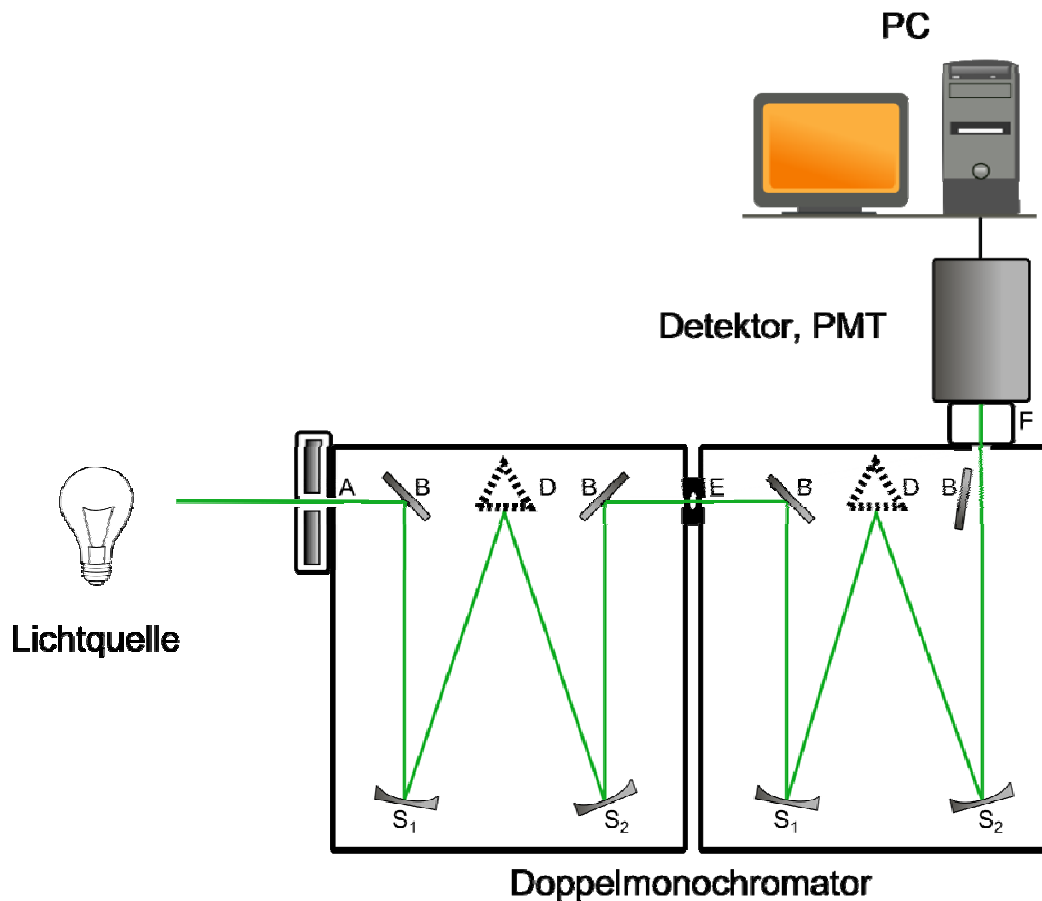 PC
Detektor, PMT
F
A B D B E B D B
Lichtquelle
S₁ S₂ S₁ S₂
Doppelmonochromator